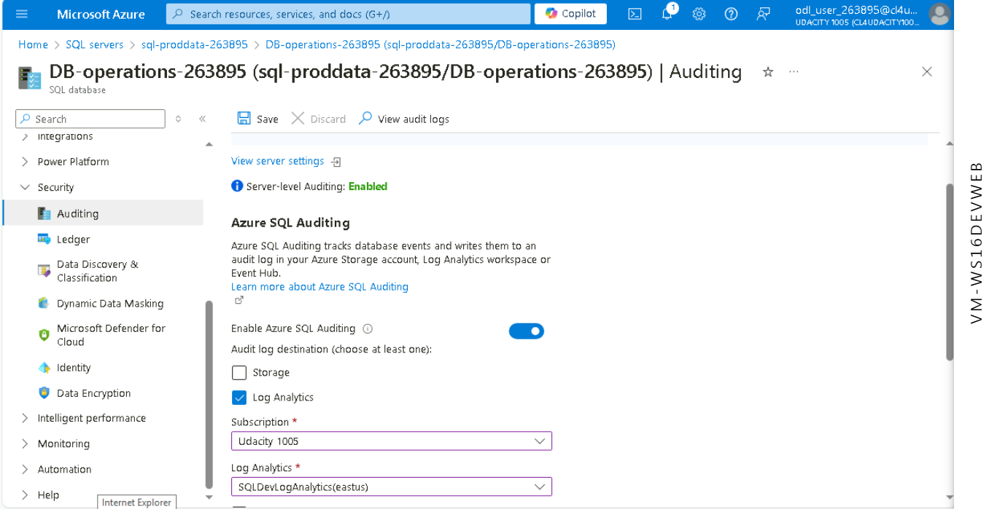 Microsoft Azure
Search resources, services, and docs (G+/)
Copilot
1
odl_user_263895@cl4u...
UDACITY 1005 (CL4UDACITY100...
Home > SQL servers > sql-proddata-263895 > DB-operations-263895 (sql-proddata-263895/DB-operations-263895)
DB-operations-263895 (sql-proddata-263895/DB-operations-263895) | Auditing
SQL database
Search
Save
Discard
View audit logs
Integrations
Power Platform
Security
Auditing
Ledger
Data Discovery &
Classification
Dynamic Data Masking
Microsoft Defender for
Cloud
Identity
Data Encryption
Intelligent performance
Monitoring
Automation
Help
Internet Explorer
View server settings
Server-level Auditing: Enabled
Azure SQL Auditing
Azure SQL Auditing tracks database events and writes them to an
audit log in your Azure Storage account, Log Analytics workspace or
Event Hub.
Learn more about Azure SQL Auditing
Enable Azure SQL Auditing
Audit log destination (choose at least one):
Storage
Log Analytics
Subscription *
Udacity 1005
Log Analytics *
SQLDevLogAnalytics(eastus)
VM-WS16DEVWEB